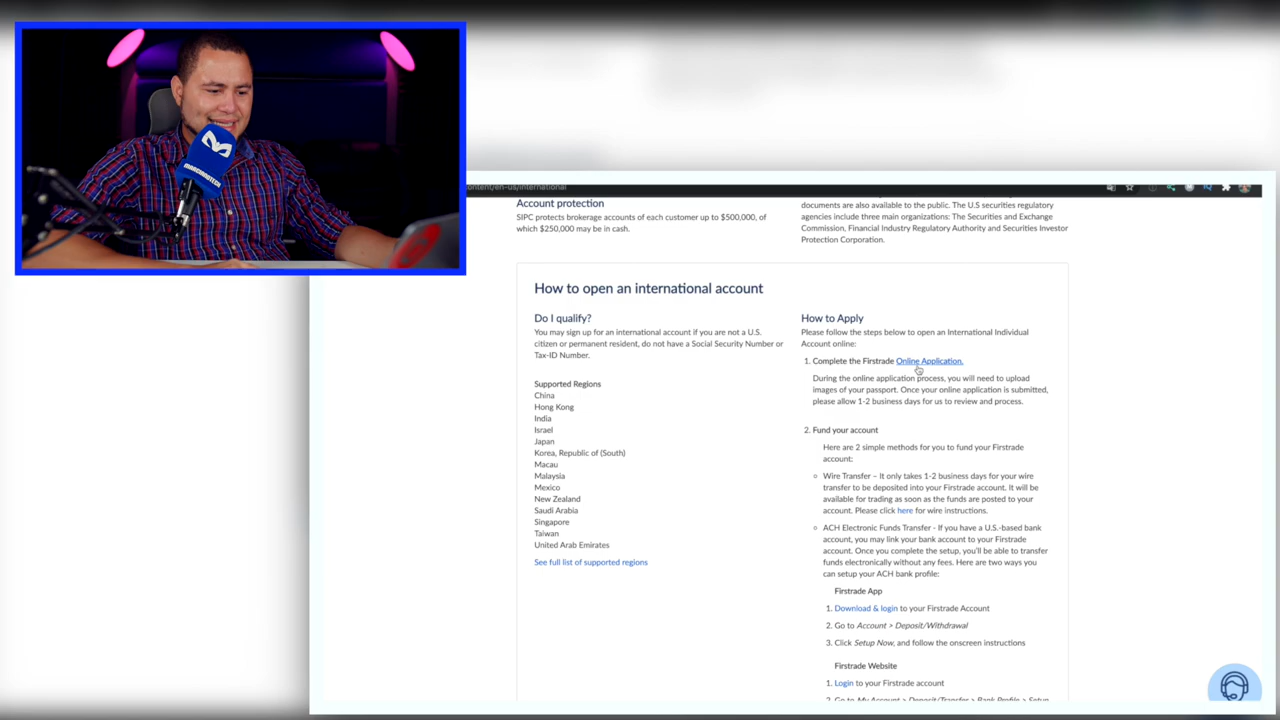 MARCIANOTECH
content/en-us/international
Account protection
SIPC protects brokerage accounts of each customer up to $500,000, of
which $250,000 may be in cash.
documents are also available to the public. The U.S securities regulatory
agencies include three main organizations: The Securities and Exchange
Commission, Financial Industry Regulatory Authority and Securities Investor
Protection Corporation.
How to open an international account
Do I qualify?
You may sign up for an international account if you are not a U.S.
citizen or permanent resident, do not have a Social Security Number or
Tax-ID Number.
Supported Regions
China
Hong Kong
India
Israel
Japan
Korea, Republic of (South)
Macau
Malaysia
Mexico
New Zealand
Saudi Arabia
Singapore
Taiwan
United Arab Emirates
See full list of supported regions
How to Apply
Please follow the steps below to open an International Individual
Account online:
1. Complete the Firstrade Online Application.
During the online application process, you will need to upload
images of your passport. Once your online application is submitted,
please allow 1-2 business days for us to review and process.
2. Fund your account
Here are 2 simple methods for you to fund your Firstrade
account:
Wire Transfer – It only takes 1-2 business days for your wire
transfer to be deposited into your Firstrade account. It will be
available for trading as soon as the funds are posted to your
account. Please click here for wire instructions.
ACH Electronic Funds Transfer - If you have a U.S.-based bank
account, you may link your bank account to your Firstrade
account. Once you complete the setup, you'll be able to transfer
funds electronically without any fees. Here are two ways you
can setup your ACH bank profile:
Firstrade App
1. Download & login to your Firstrade Account
2. Go to Account > Deposit/Withdrawal
3. Click Setup Now, and follow the onscreen instructions
Firstrade Website
1. Login to your Firstrade account
2. Go to My Account > Deposit/Transfer > Bank Profile > Setup